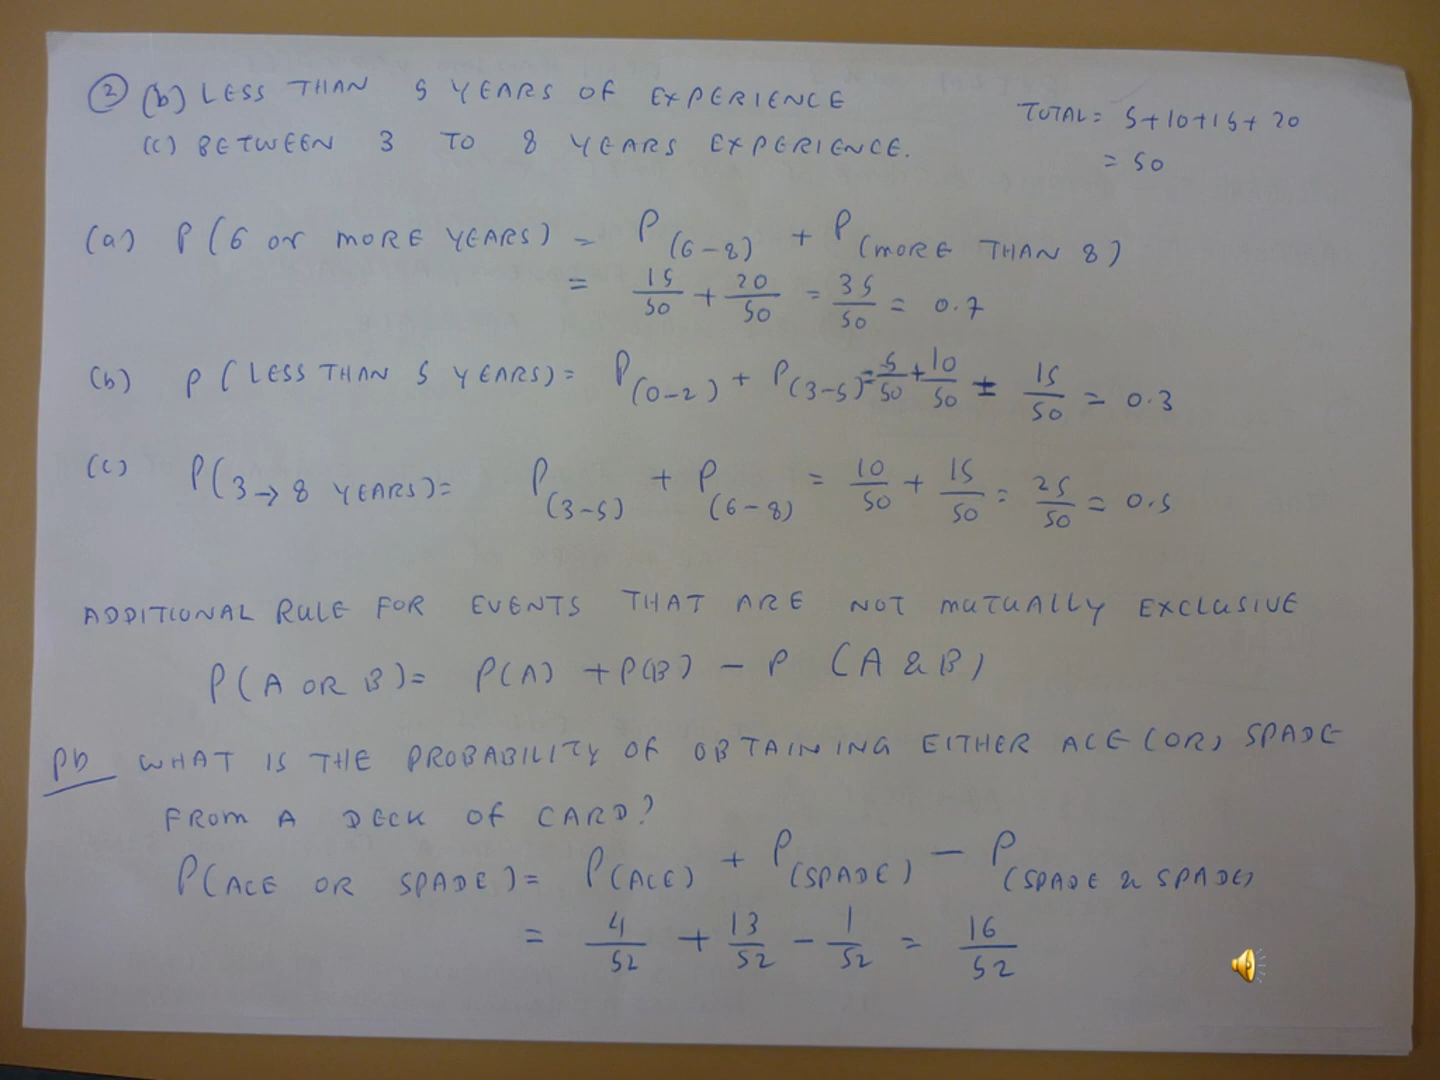 ② (b) LESS THAN 5 YEARS OF EXPERIENCE
(c) BETWEEN 3 TO 8 YEARS EXPERIENCE.
TOTAL = 5+10+15+20
= 50
(a) P(6 or MORE YEARS) = P(6-8) + P(MORE THAN 8)
= 15/50 + 20/50 = 35/50 = 0.7
(b) P(LESS THAN 5 YEARS) = P(0-2) + P(3-5) = 5/50 + 10/50 = 15/50 = 0.3
(c) P(3→8 YEARS) = P(3-5) + P(6-8) = 10/50 + 15/50 = 25/50 = 0.5
ADDITIONAL RULE FOR EVENTS THAT ARE NOT MUTUALLY EXCLUSIVE
P(A OR B) = P(A) + P(B) - P (A & B)
Pb WHAT IS THE PROBABILITY OF OBTAINING EITHER ACE (OR) SPADE
FROM A DECK OF CARD?
P(ACE OR SPADE) = P(ACE) + P(SPADE) - P(SPADE & SPADE)
= 4/52 + 13/52 - 1/52 = 16/52